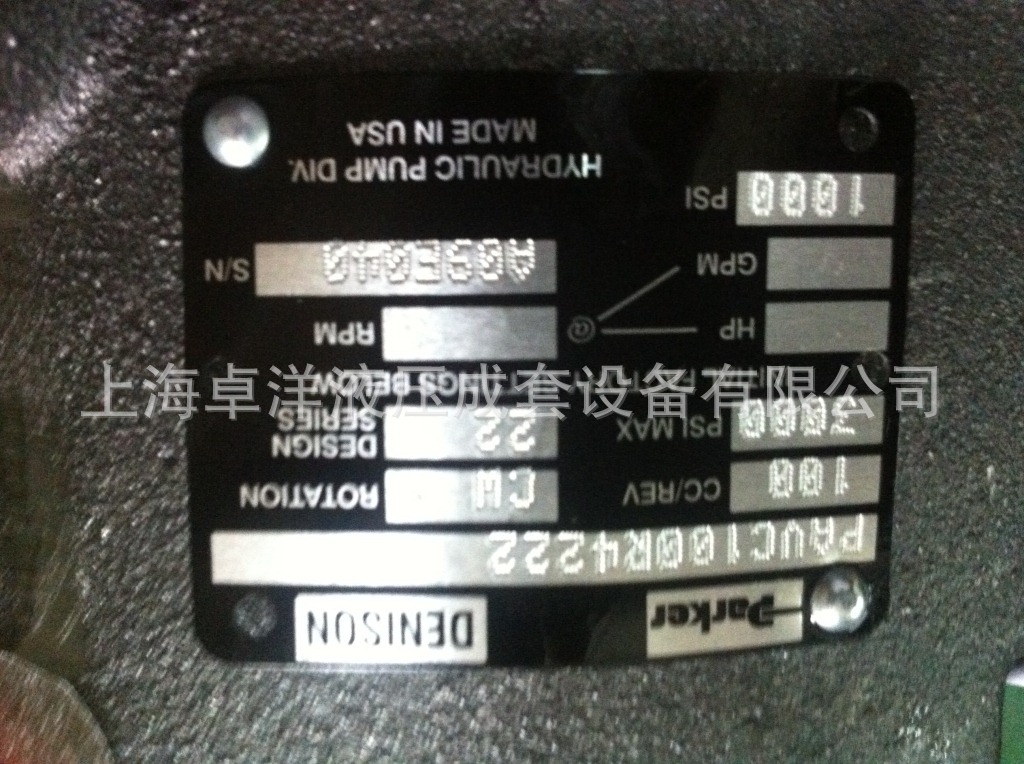 Parker DENISON
PAVC100R4222
100 CC/REV CW ROTATION
3000 PSI MAX 22 DESIGN SERIES
SETTINGS BELOW
HP @ RPM
GPM S/N
1000 PSI
HYDRAULIC PUMP DIV.
MADE IN USA
上海卓洋液压成套设备有限公司